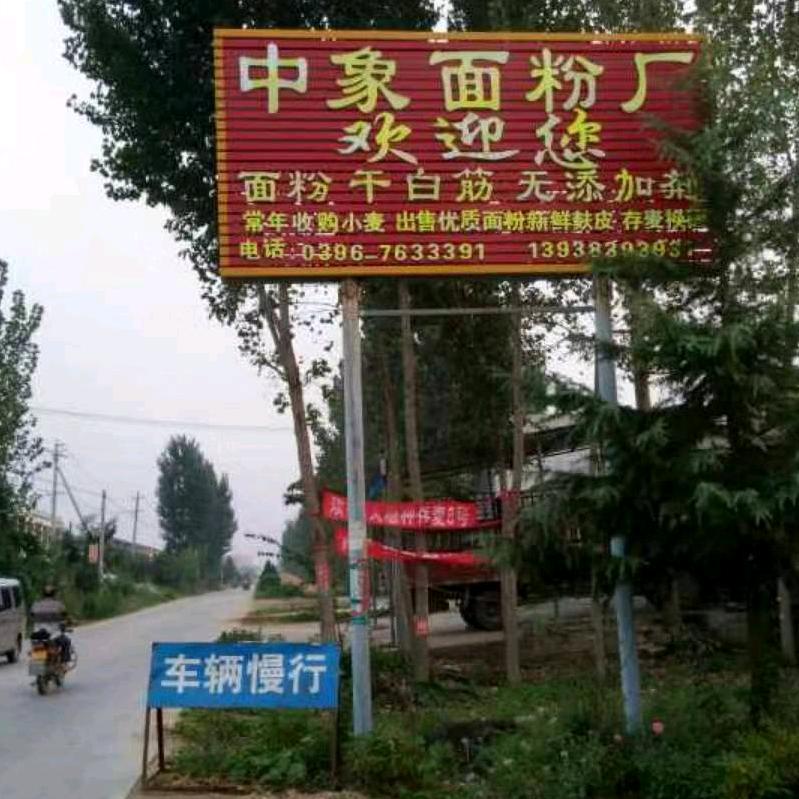 中象面粉厂
欢迎您
面粉 干白筋 无添加剂
常年收购小麦 出售优质面粉新鲜麸皮 存麦换
电话:0396-7633391
车辆慢行